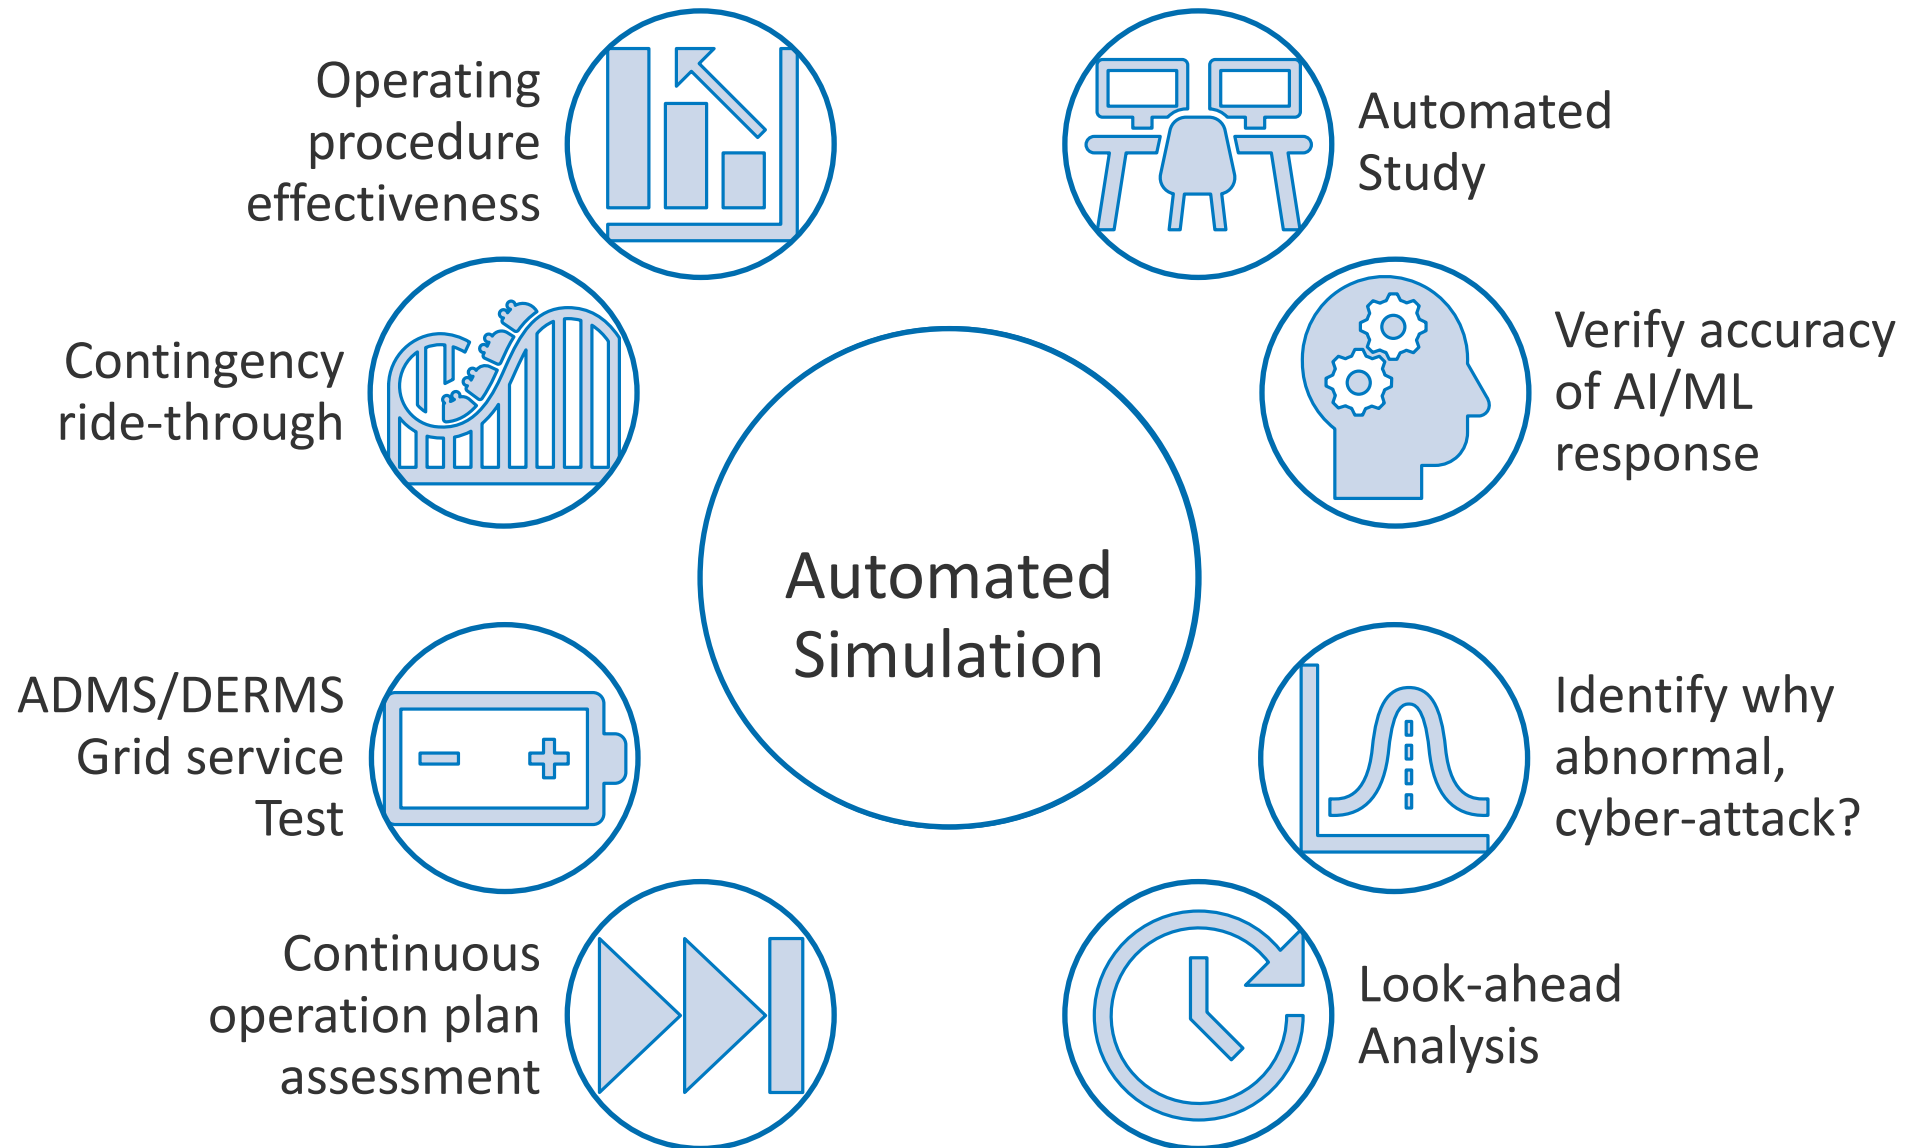 Operating
procedure
effectiveness
Automated
Study
Contingency
ride-through
Verify accuracy
of AI/ML
response
Automated
Simulation
ADMS/DERMS
Grid service
Test
Identify why
abnormal,
cyber-attack?
Continuous
operation plan
assessment
Look-ahead
Analysis